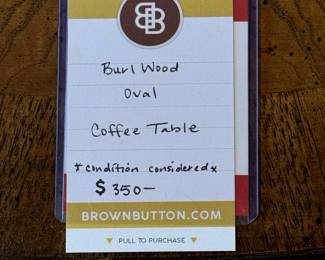 BB
Burl Wood
Oval
Coffee Table
* condition considered *
$ 350—
BROWNBUTTON.COM
▼ PULL TO PURCHASE ▼